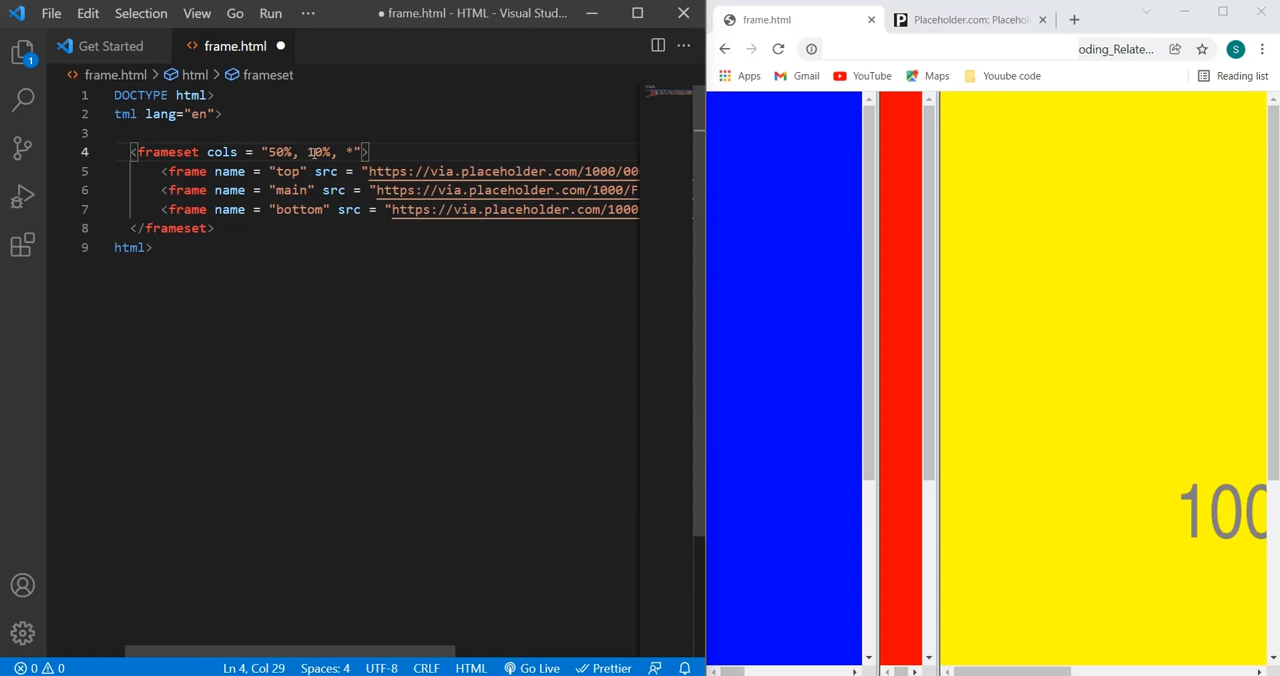 File Edit Selection View Go Run ··· ● frame.html - HTML - Visual Stud...
Get Started <> frame.html ●
<> frame.html > html > frameset
1 DOCTYPE html>
2 tml lang="en">
3
4 <frameset cols = "50%, 10%, *">
5 <frame name = "top" src = "https://via.placeholder.com/1000/00
6 <frame name = "main" src = "https://via.placeholder.com/1000/F
7 <frame name = "bottom" src = "https://via.placeholder.com/1000
8 </frameset>
9 html>
1
0 0 Ln 4, Col 29 Spaces: 4 UTF-8 CRLF HTML Go Live Prettier
frame.html Placeholder.com: Placehol
oding_Relate... S
Apps Gmail YouTube Maps Youube code Reading list
100